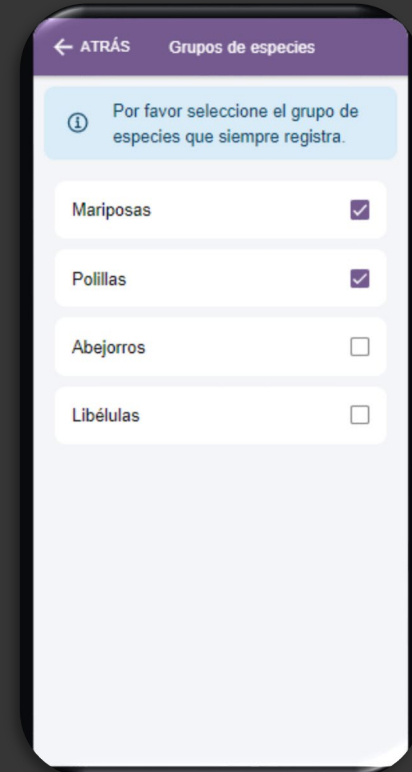 ATRÁS Grupos de especies
Por favor seleccione el grupo de
especies que siempre registra.
Mariposas
Polillas
Abejorros
Libélulas